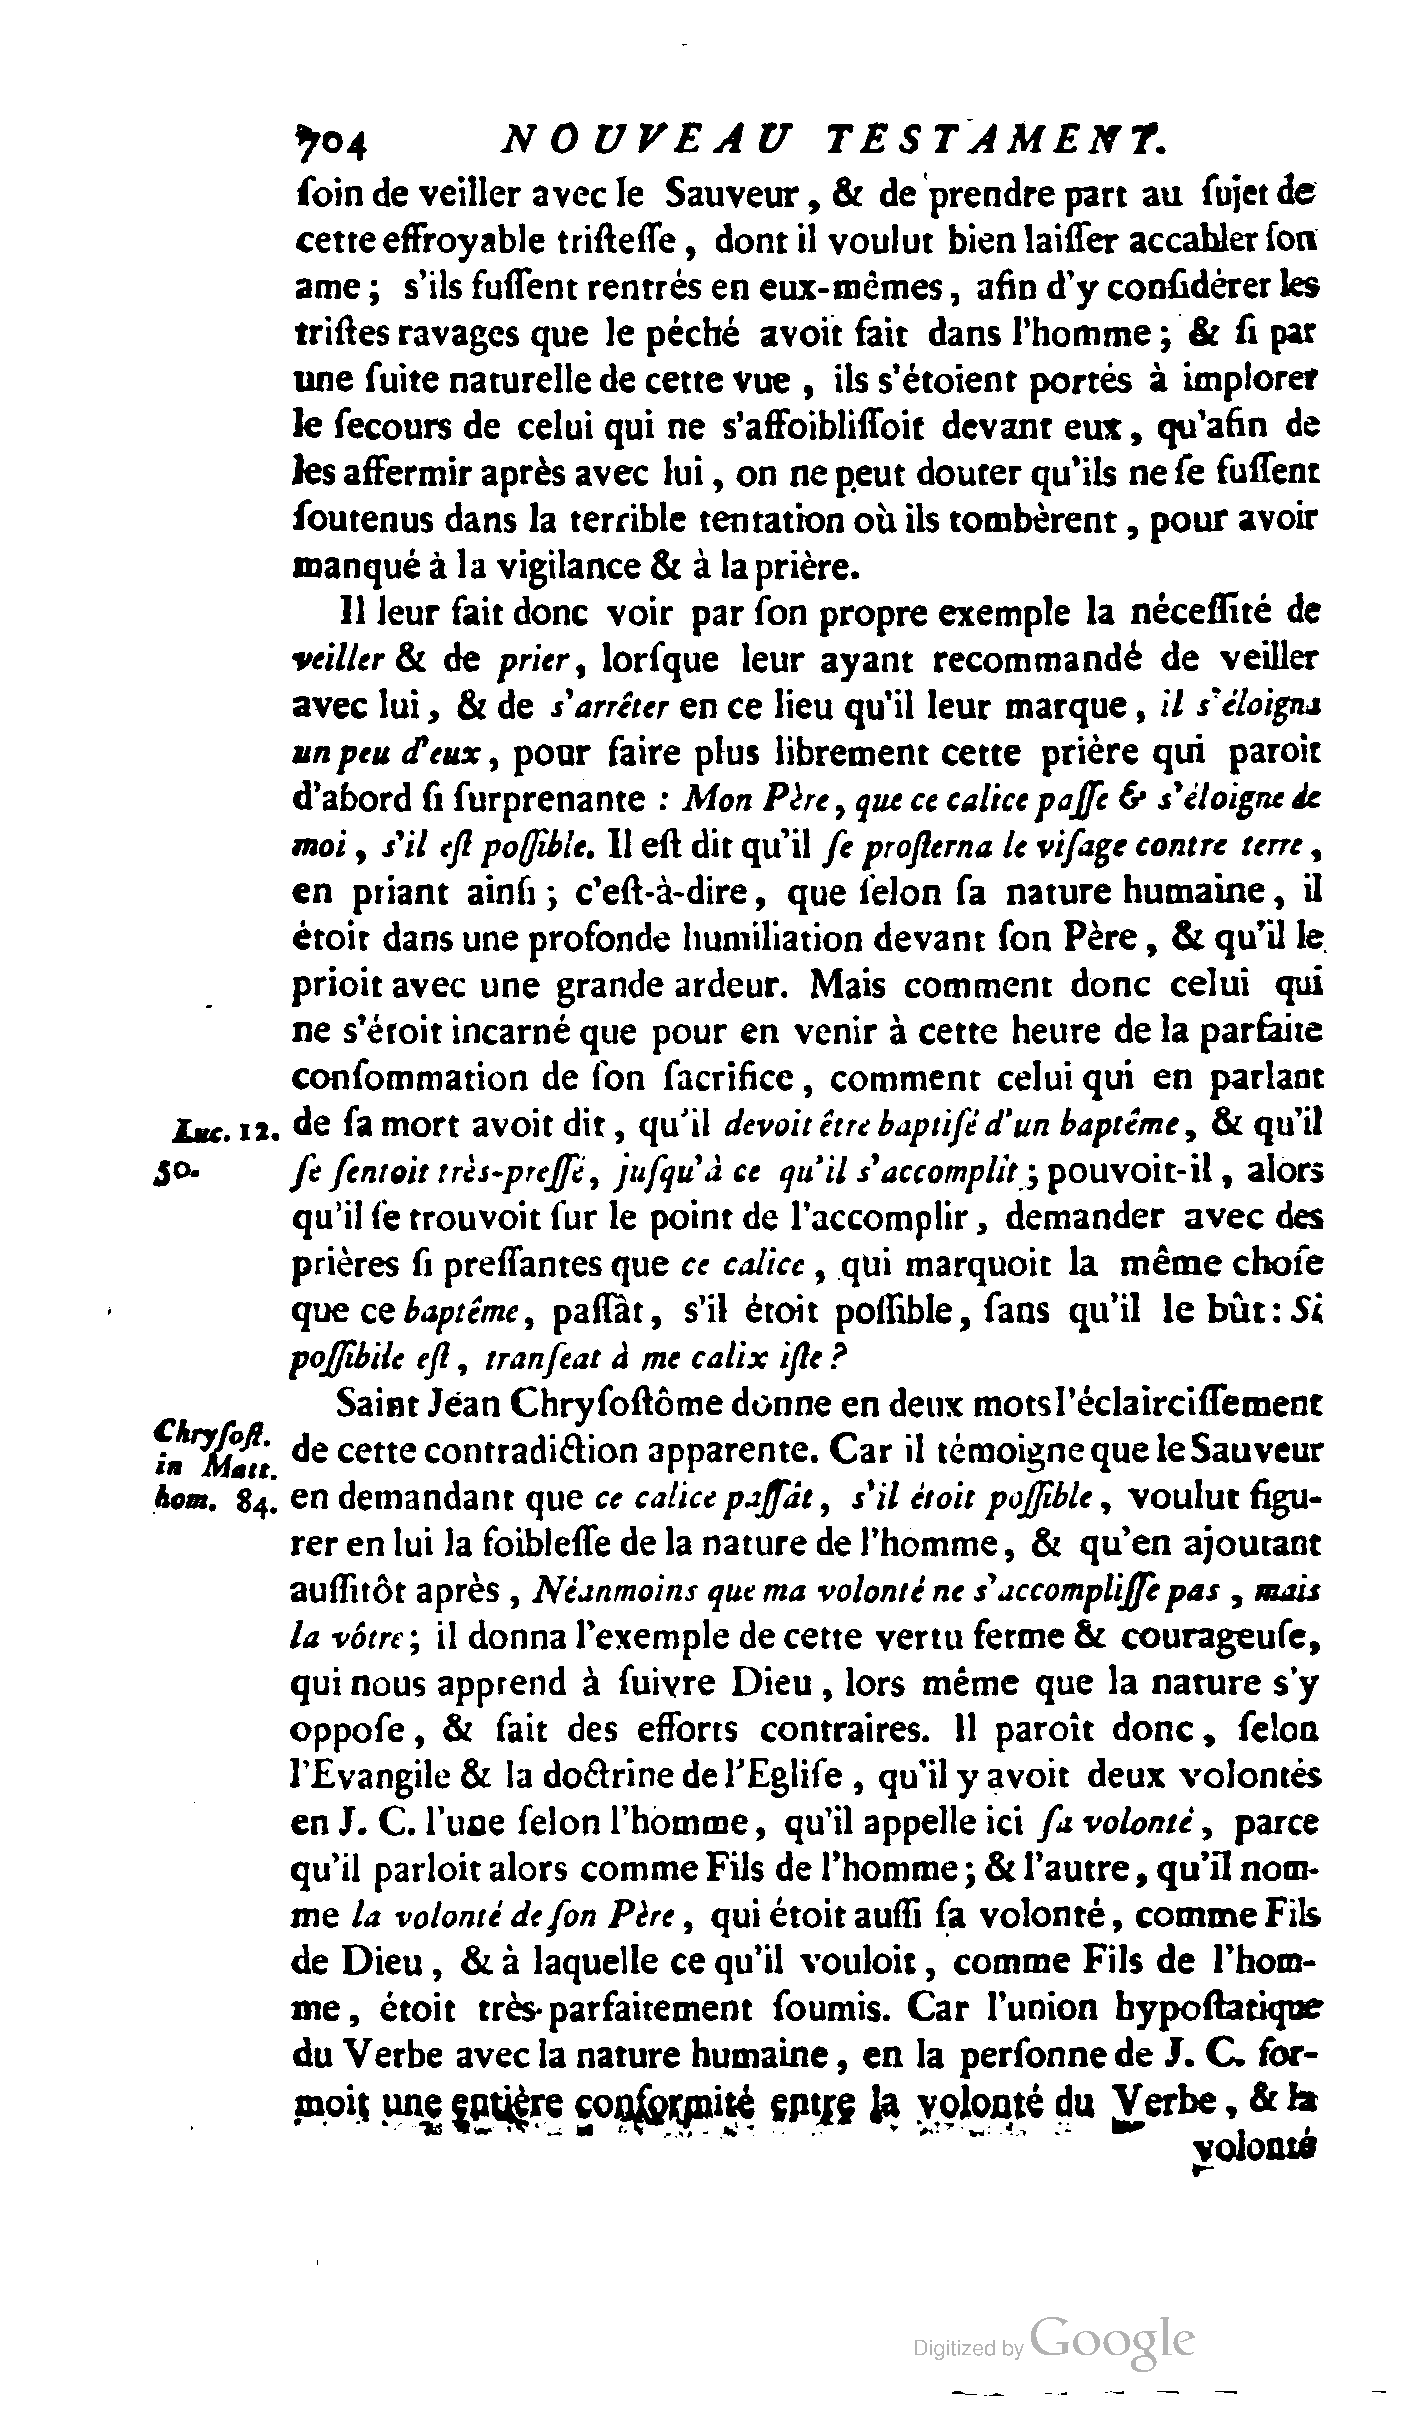 704 NOUVEAU TESTAMENT.
ſoin de veiller avec le Sauveur, & de prendre part au ſujet de
cette effroyable triſteſſe, dont il voulut bien laiſſer accabler ſon
ame; s'ils fuſſent rentrés en eux-mêmes, afin d'y conſidérer les
triſtes ravages que le péché avoit fait dans l'homme; & ſi par
une ſuite naturelle de cette vue, ils s'étoient portés à implorer
le ſecours de celui qui ne s'affoibliſſoit devant eux, qu'afin de
les affermir après avec lui, on ne peut douter qu'ils ne ſe fuſſent
ſoutenus dans la terrible tentation où ils tombèrent, pour avoir
manqué à la vigilance & à la prière.
Il leur fait donc voir par ſon propre exemple la néceſſité de
veiller & de prier, lorſque leur ayant recommandé de veiller
avec lui, & de s'arrêter en ce lieu qu'il leur marque, il s'éloigna
un peu d'eux, pour faire plus librement cette prière qui paroît
d'abord ſi ſurprenante : Mon Père, que ce calice paſſe & s'éloigne de
moi, s'il eſt poſſible. Il eſt dit qu'il ſe proſterna le viſage contre terre,
en priant ainſi; c'eſt-à-dire, que ſelon ſa nature humaine, il
étoit dans une profonde humiliation devant ſon Père, & qu'il le
prioit avec une grande ardeur. Mais comment donc celui qui
ne s'étoit incarné que pour en venir à cette heure de la parfaite
conſommation de ſon ſacrifice, comment celui qui en parlant
Luc. 12. de ſa mort avoit dit, qu'il devoit être baptiſé d'un baptême, & qu'il
50. ſe ſentoit très-preſſé, juſqu'à ce qu'il s'accomplît; pouvoit-il, alors
qu'il ſe trouvoit ſur le point de l'accomplir, demander avec des
prières ſi preſſantes que ce calice, qui marquoit la même choſe
que ce baptême, paſſât, s'il étoit poſſible, ſans qu'il le bût: Si
poſſibile eſt, tranſeat à me calix iſte ?
Saint Jean Chryſoſtôme donne en deux mots l'éclairciſſement
Chryſoſt.
in Matt. de cette contradiction apparente. Car il témoigne que le Sauveur
hom. 84. en demandant que ce calice paſſât, s'il étoit poſſible, voulut figu-
rer en lui la foibleſſe de la nature de l'homme, & qu'en ajoutant
auſſitôt après, Néanmoins que ma volonté ne s'accompliſſe pas, mais
la vôtre; il donna l'exemple de cette vertu ferme & courageuſe,
qui nous apprend à ſuivre Dieu, lors même que la nature s'y
oppoſe, & fait des efforts contraires. Il paroît donc, ſelon
l'Evangile & la doctrine de l'Egliſe, qu'il y avoit deux volontés
en J. C. l'une ſelon l'homme, qu'il appelle ici ſa volonté, parce
qu'il parloit alors comme Fils de l'homme; & l'autre, qu'il nom-
me la volonté de ſon Père, qui étoit auſſi ſa volonté, comme Fils
de Dieu, & à laquelle ce qu'il vouloit, comme Fils de l'hom-
me, étoit très-parfaitement ſoumis. Car l'union hypoſtatique
du Verbe avec la nature humaine, en la perſonne de J. C. for-
moit une entière conformité entre la volonté du Verbe, & la
volonté
Digitized by Google